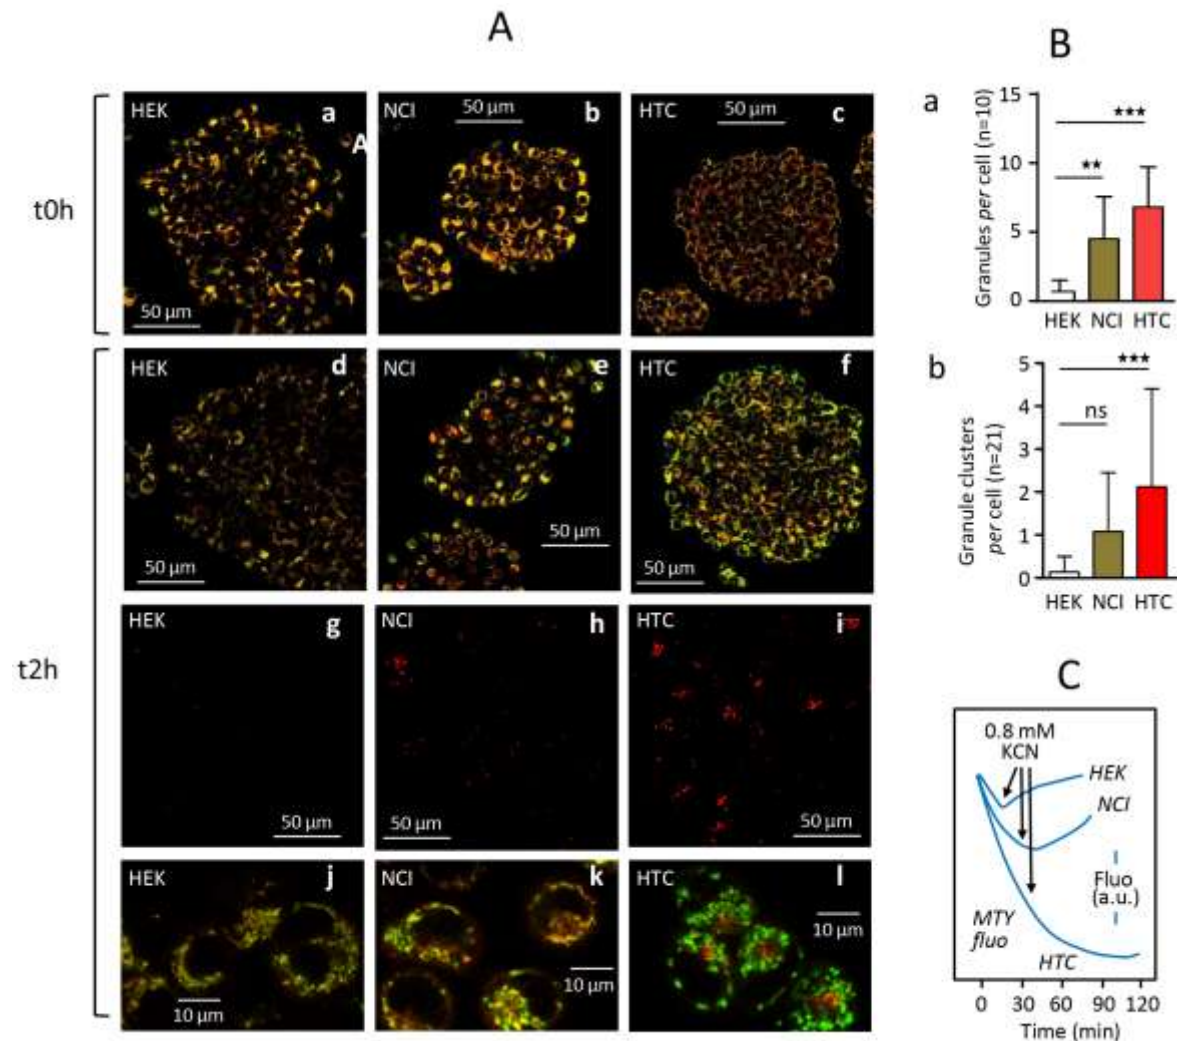 A
B
HEK
a
A
NCI
50 µm
b
HTC
50 µm
c
50 µm
t0h
a
Granules per cell (n=10)
15
10
5
0
***
**
HEK NCI HTC
HEK
d
50 µm
NCI
e
50 µm
HTC
f
50 µm
b
Granule clusters
per cell (n=21)
5
4
3
2
1
0
***
ns
HEK NCI HTC
t2h
HEK
g
50 µm
NCI
h
50 µm
HTC
i
50 µm
HEK
j
10 µm
NCI
k
10 µm
HTC
l
10 µm
C
0.8 mM
KCN
HEK
NCI
Fluo
(a.u.)
MTY
fluo
HTC
0 30 60 90 120
Time (min)